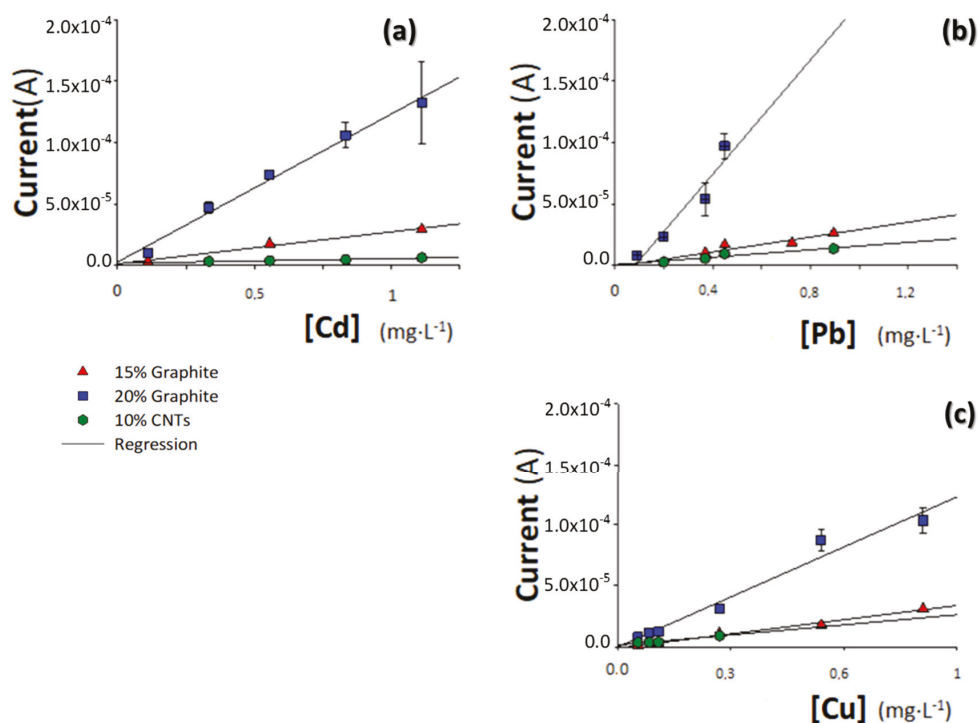 (a)
2.0x10⁻⁴
1.5x10⁻⁴
1.0x10⁻⁴
5.0x10⁻⁵
0.0
Current(A)
0 0,5 1
[Cd] (mg·L⁻¹)
(b)
2.0x10⁻⁴
1.5x10⁻⁴
1.0x10⁻⁴
5.0x10⁻⁵
0.0
Current (A)
0 0,4 0,8 1,2
[Pb] (mg·L⁻¹)
15% Graphite
20% Graphite
10% CNTs
Regression
(c)
2.0x10⁻⁴
1.5x10⁻⁴
1.0x10⁻⁴
5.0x10⁻⁵
0.0
Current (A)
0.0 0,3 0,6 1
[Cu] (mg·L⁻¹)